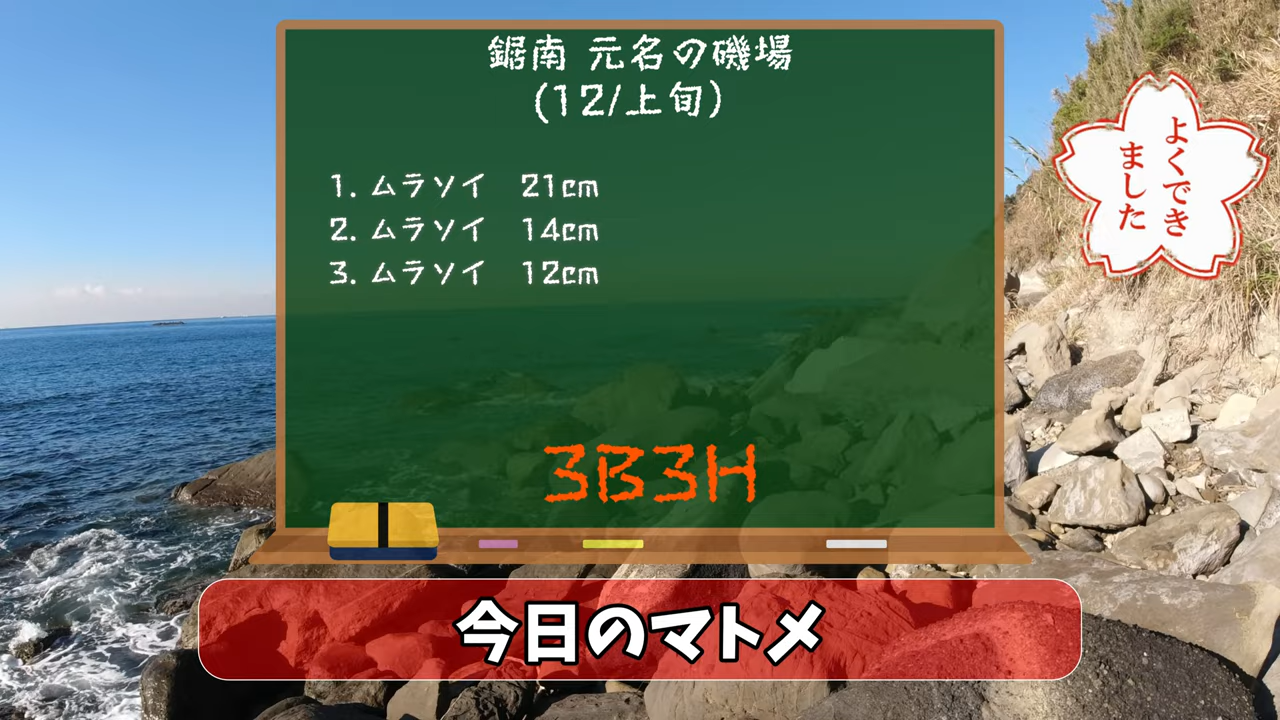 鋸南 元名の磯場
(12/上旬)
1. ムラソイ 21cm
2. ムラソイ 14cm
3. ムラソイ 12cm
3B3H
よくでき
ました
今日のマトメ